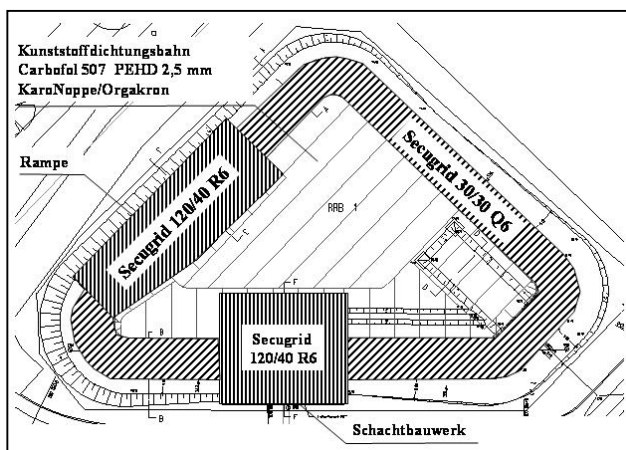 Kunststoffdichtungsbahn
Carbofol 507 PEHD 2,5 mm
KaroNoppe/Orgakron
Rampe
Secugrid 120/40 R6
Secugrid 30/30 Q6
RRB 1
A
E
E
D
F
B
Secugrid
120/40 R6
B
F
Schachtbauwerk